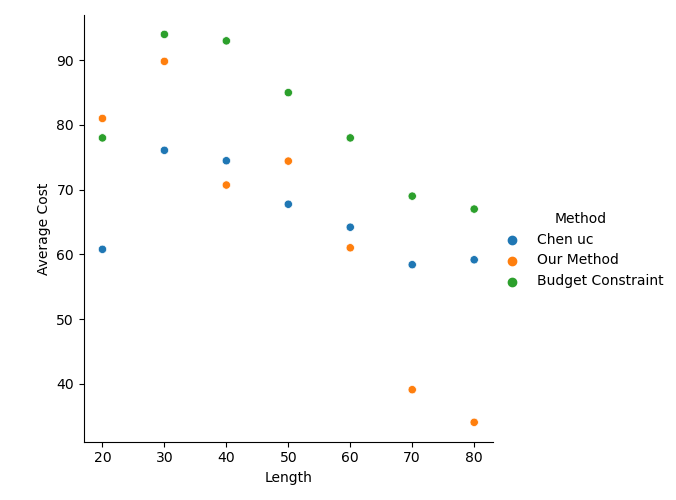 90
80
70
60
50
40
Average Cost
20 30 40 50 60 70 80
Length
Method
Chen uc
Our Method
Budget Constraint